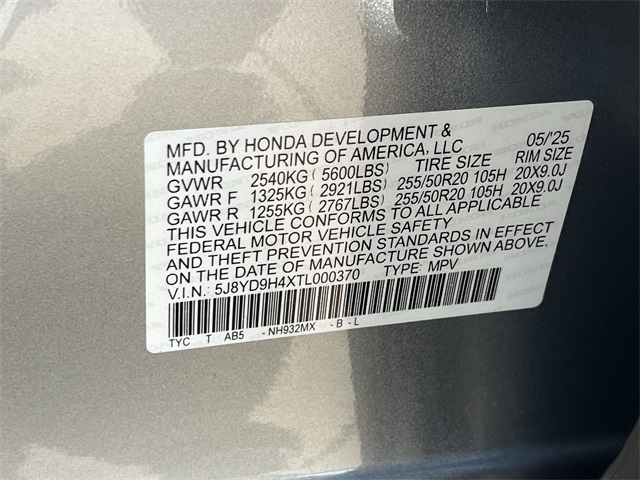 MFD. BY HONDA DEVELOPMENT & 05/'25
MANUFACTURING OF AMERICA, LLC
TIRE SIZE RIM SIZE
GVWR 2540KG ( 5600LBS)
GAWR F 1325KG ( 2921LBS) 255/50R20 105H 20X9.0J
GAWR R 1255KG ( 2767LBS) 255/50R20 105H 20X9.0J
THIS VEHICLE CONFORMS TO ALL APPLICABLE
FEDERAL MOTOR VEHICLE SAFETY
AND THEFT PREVENTION STANDARDS IN EFFECT
ON THE DATE OF MANUFACTURE SHOWN ABOVE.
V.I.N.: 5J8YD9H4XTL000370 TYPE: MPV
TYC T AB5 - NH932MX - B - L